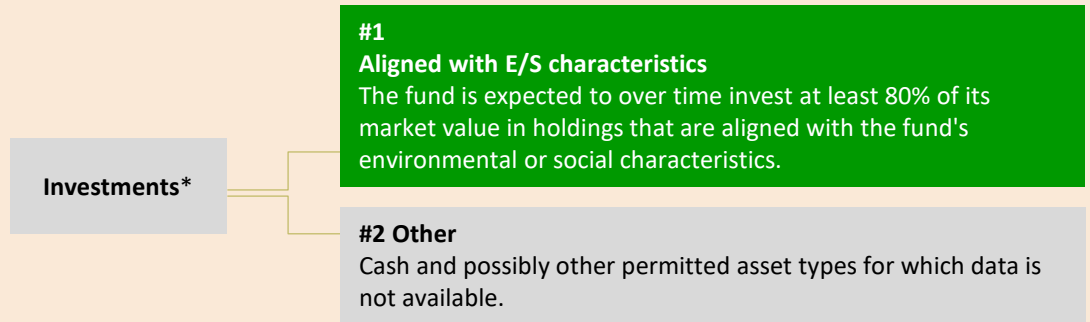 #1
Aligned with E/S characteristics
The fund is expected to over time invest at least 80% of its
market value in holdings that are aligned with the fund's
environmental or social characteristics.
Investments*
#2 Other
Cash and possibly other permitted asset types for which data is
not available.